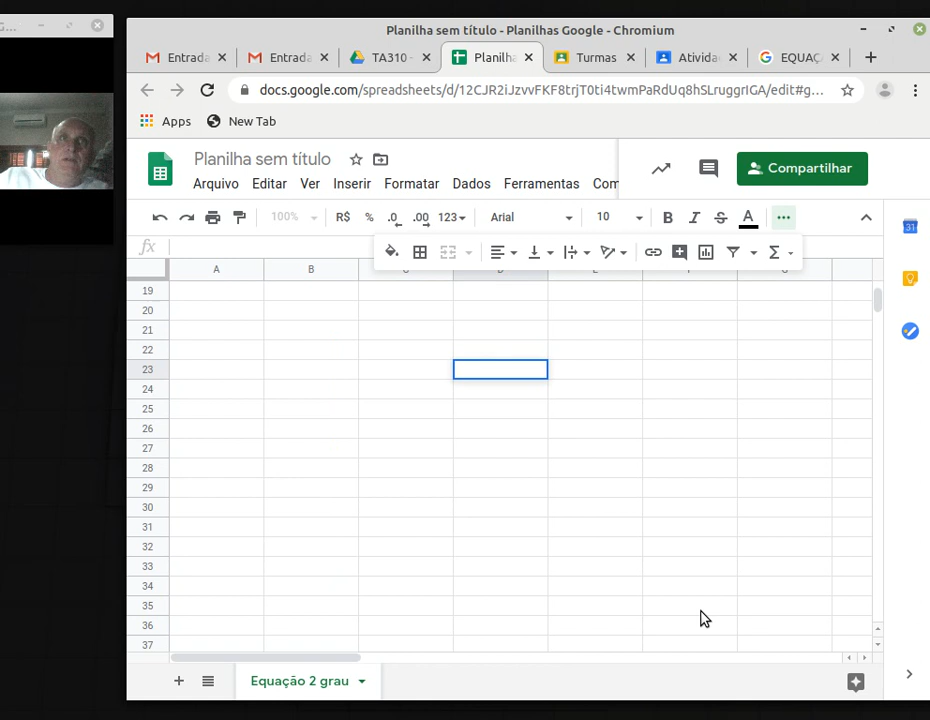 G...
Planilha sem título - Planilhas Google - Chromium
Entrada
Entrada
TA310 -
Planilha
Turmas
Ativida
EQUAÇ
docs.google.com/spreadsheets/d/12CJR2iJzvvFKF8trjT0ti4twmPaRdUq8hSLruggrIGA/edit#g...
Apps
New Tab
Planilha sem título
Arquivo Editar Ver Inserir Formatar Dados Ferramentas Com
Compartilhar
100% R$ % .0 .00 123 Arial 10 B I S A
fx
31
A B C D E F G
19
20
21
22
23
24
25
26
27
28
29
30
31
32
33
34
35
36
37
Equação 2 grau